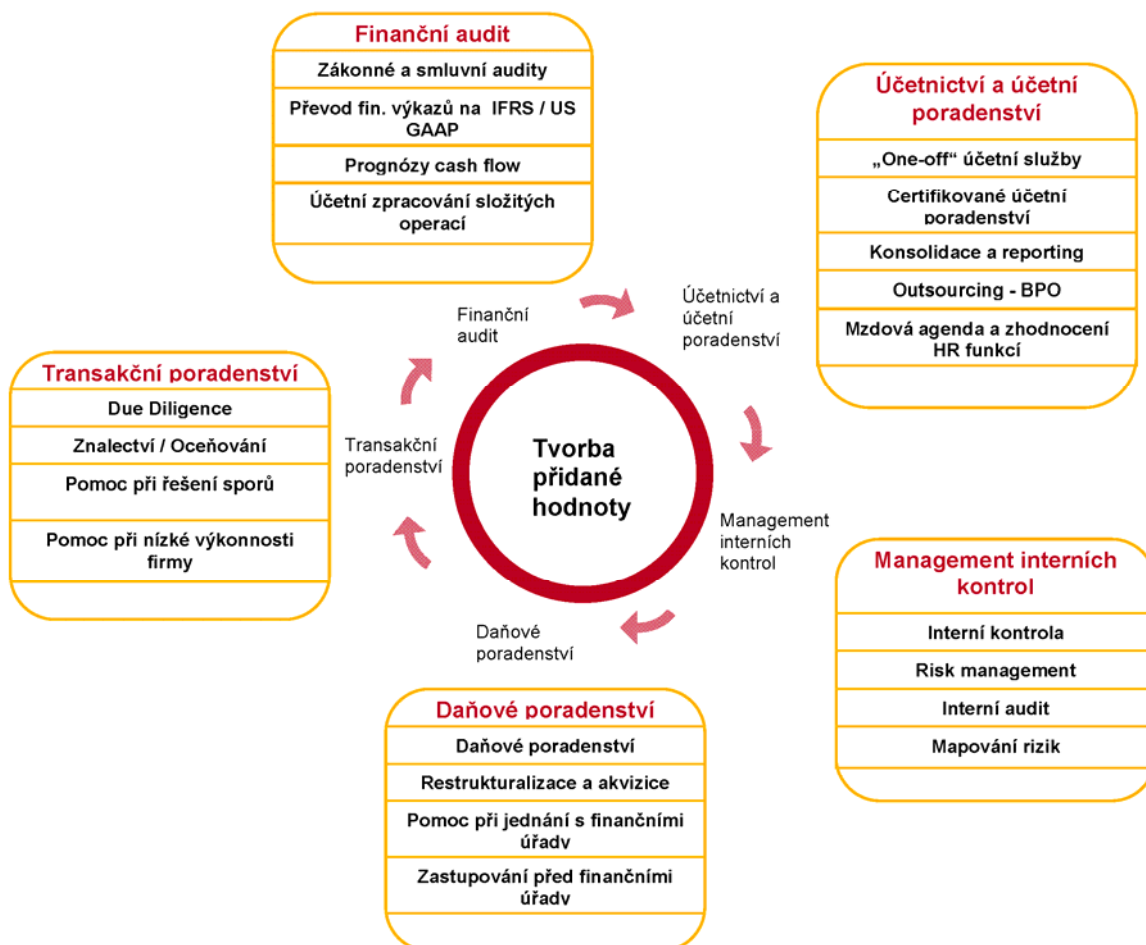 Finanční audit
Zákonné a smluvní audity
Převod fin. výkazů na IFRS / US
GAAP
Prognózy cash flow
Účetní zpracování složitých
operací
Účetnictví a účetní
poradenství
„One-off“ účetní služby
Certifikované účetní
poradenství
Konsolidace a reporting
Outsourcing - BPO
Mzdová agenda a zhodnocení
HR funkcí
Transakční poradenství
Due Diligence
Znalectví / Oceňování
Pomoc při řešení sporů
Pomoc při nízké výkonnosti
firmy
Finanční
audit
Účetnictví a
účetní
poradenství
Transakční
poradenství
Tvorba
přidané
hodnoty
Management
interních
kontrol
Daňové
poradenství
Management interních
kontrol
Interní kontrola
Risk management
Interní audit
Mapování rizik
Daňové poradenství
Daňové poradenství
Restrukturalizace a akvizice
Pomoc při jednání s finančními
úřady
Zastupování před finančními
úřady